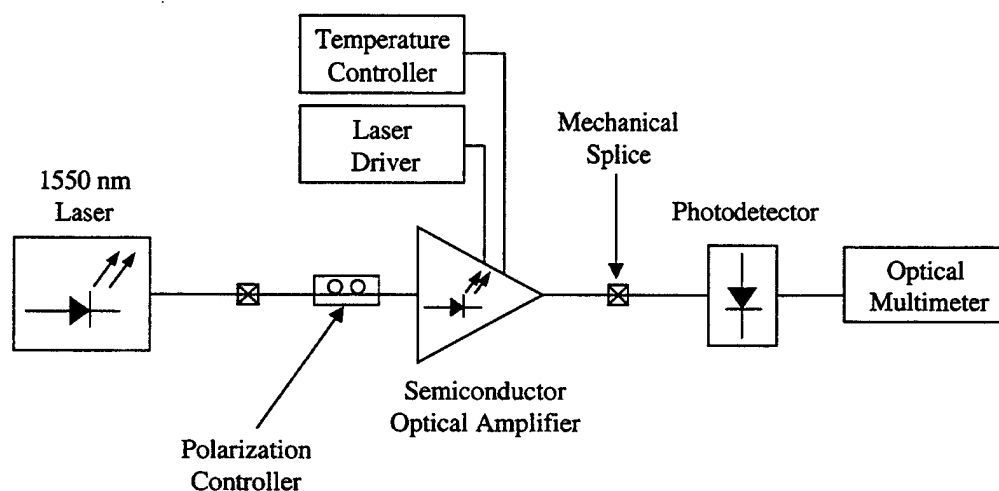 Temperature
Controller
Laser
Driver
Mechanical
Splice
1550 nm
Laser
Photodetector
Optical
Multimeter
Semiconductor
Optical Amplifier
Polarization
Controller